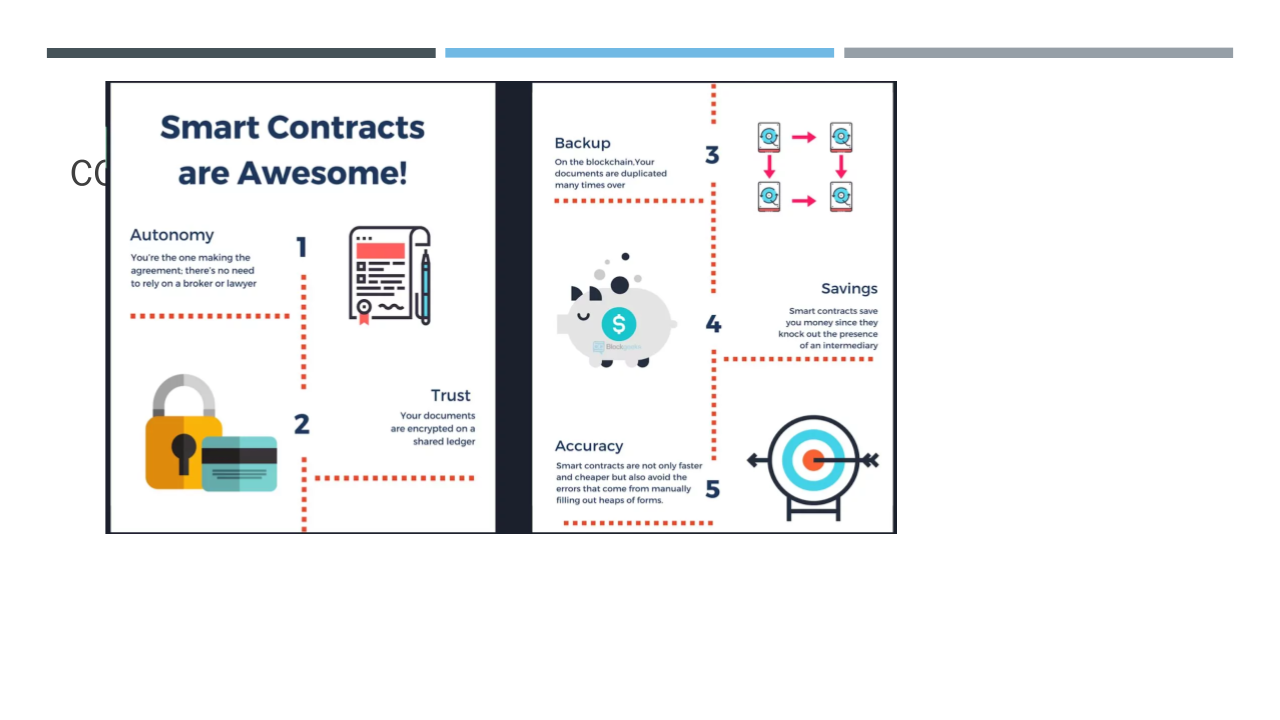 Smart Contracts
are Awesome!
Autonomy
1
You're the one making the
agreement; there's no need
to rely on a broker or lawyer
2
Trust
Your documents
are encrypted on a
shared ledger
Backup
3
On the blockchain,Your
documents are duplicated
many times over
$
Blockgeeks
4
Savings
Smart contracts save
you money since they
knock out the presence
of an intermediary
Accuracy
Smart contracts are not only faster
and cheaper but also avoid the
errors that come from manually
filling out heaps of forms.
5